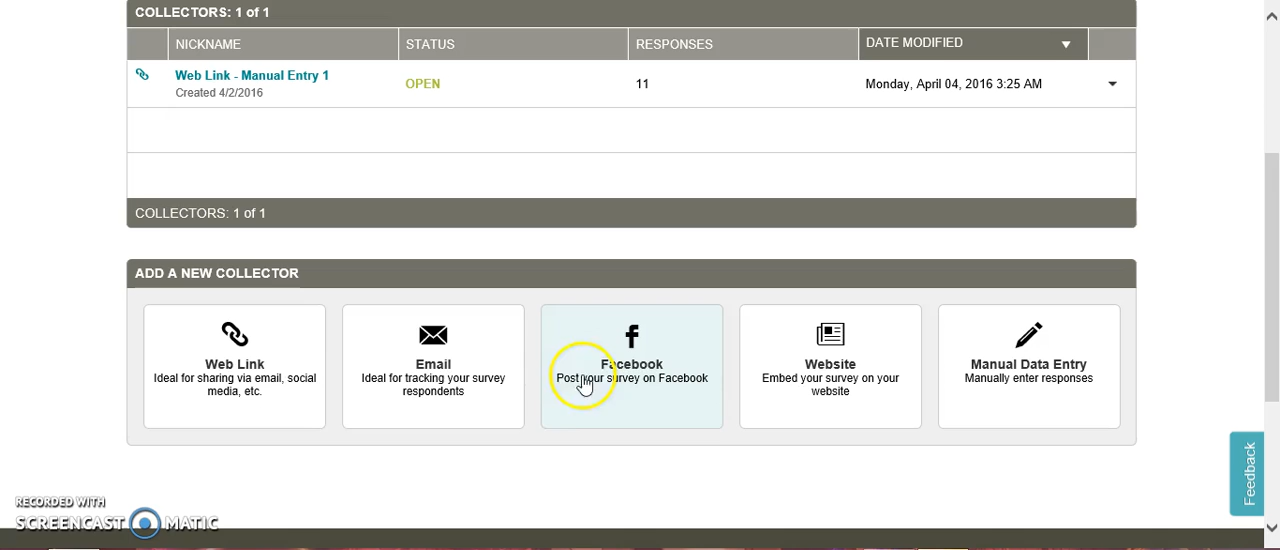 COLLECTORS: 1 of 1
NICKNAME STATUS RESPONSES DATE MODIFIED
Web Link - Manual Entry 1 OPEN 11 Monday, April 04, 2016 3:25 AM
Created 4/2/2016
COLLECTORS: 1 of 1
ADD A NEW COLLECTOR
Web Link
Ideal for sharing via email, social
media, etc.
Email
Ideal for tracking your survey
respondents
Facebook
Post your survey on Facebook
Website
Embed your survey on your
website
Manual Data Entry
Manually enter responses
Feedback
RECORDED WITH
SCREENCAST MATIC